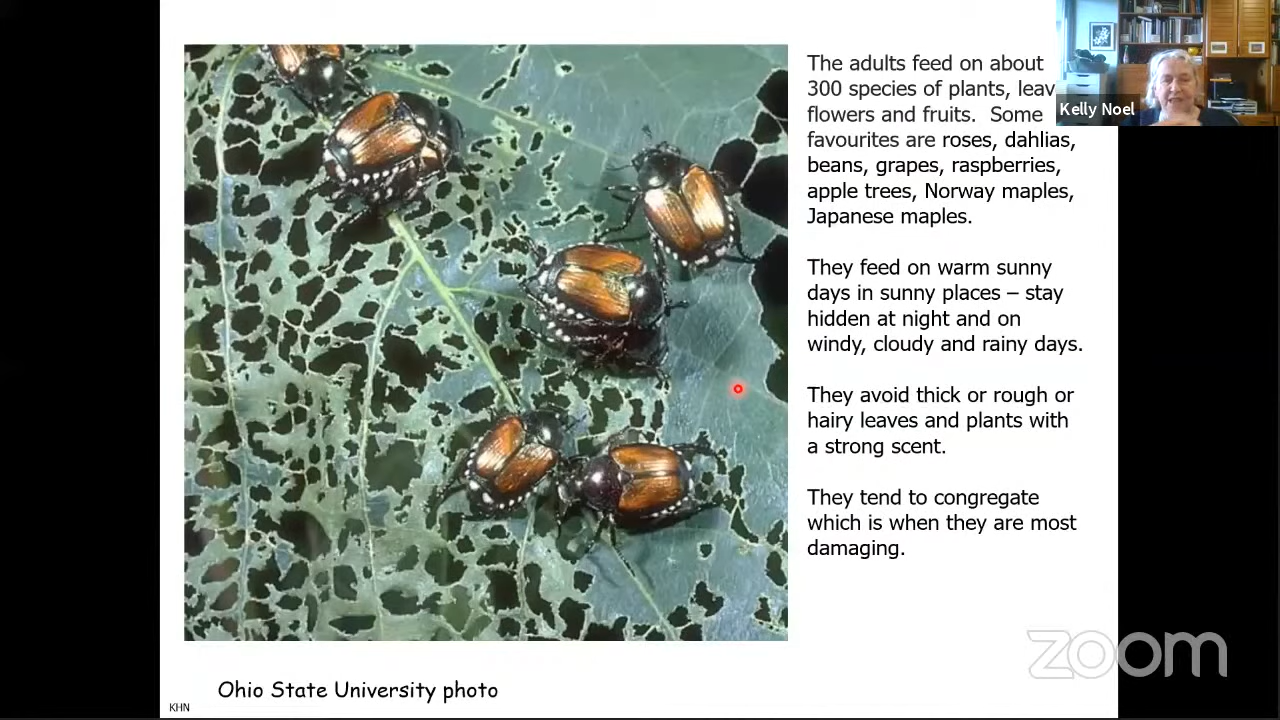 The adults feed on about
300 species of plants, leav
flowers and fruits. Some
favourites are roses, dahlias,
beans, grapes, raspberries,
apple trees, Norway maples,
Japanese maples.
They feed on warm sunny
days in sunny places – stay
hidden at night and on
windy, cloudy and rainy days.
They avoid thick or rough or
hairy leaves and plants with
a strong scent.
They tend to congregate
which is when they are most
damaging.
Kelly Noel
zoom
Ohio State University photo
KHN